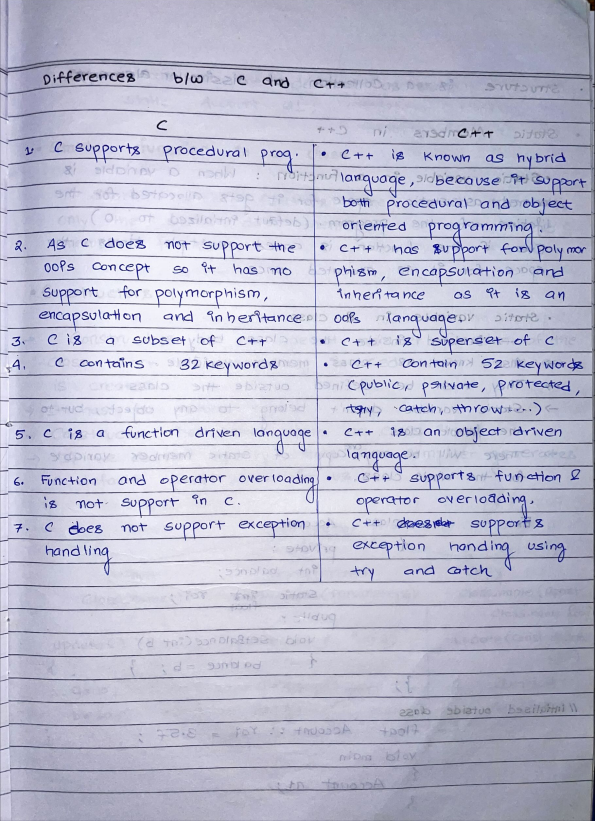 Differences b/w C and C++
C
C++
1. C supports procedural prog.
2. As C does not support the
OOPs concept so it has no
support for polymorphism,
encapsulation and inheritance
3. C is a subset of C++
4. C contains 32 keywords
5. C is a function driven language
6. Function and operator overloading
is not support in C.
7. C does not support exception
handling
• C++ is known as hybrid
language, because it support
both procedural and object
oriented programming.
• C++ has support for polymor
phism, encapsulation and
inheritance as it is an
OOPs language.
• C++ is superset of C
• C++ contain 52 keywords
(public, private, protected,
try, catch, throw...)
• C++ is an object driven
language.
• C++ supports function &
operator overloading.
• C++ supports
exception handing using
try and catch